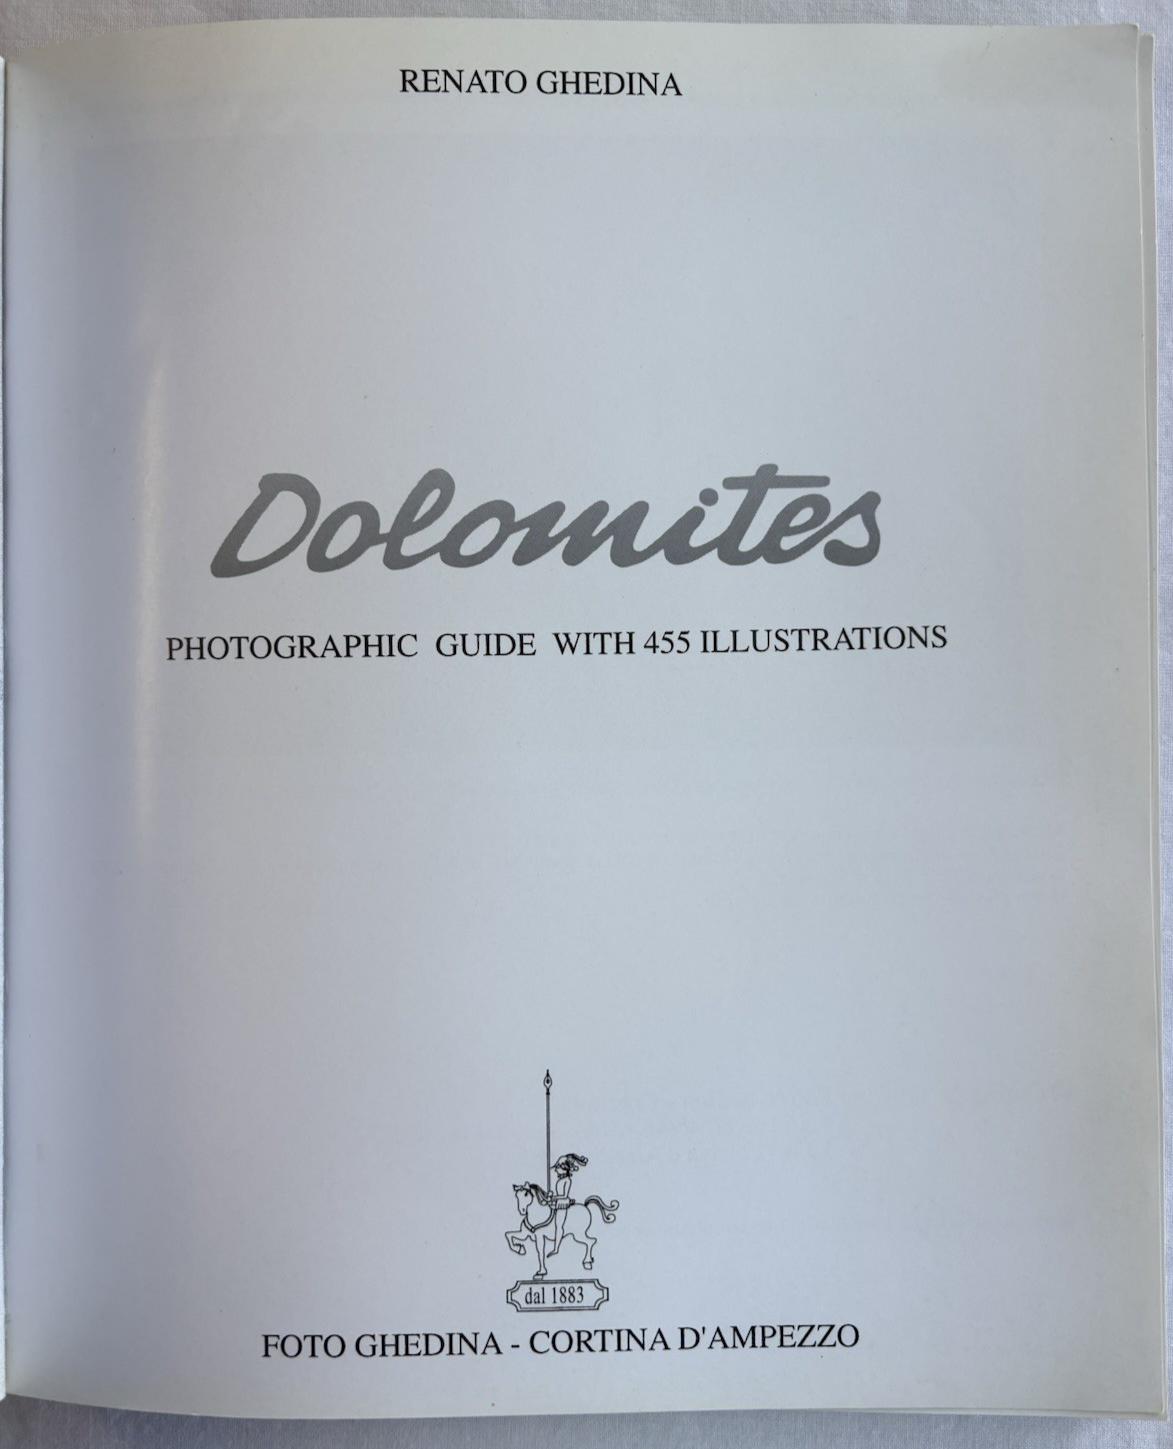 RENATO GHEDINA
Dolomites
PHOTOGRAPHIC GUIDE WITH 455 ILLUSTRATIONS
dal 1883
FOTO GHEDINA - CORTINA D'AMPEZZO